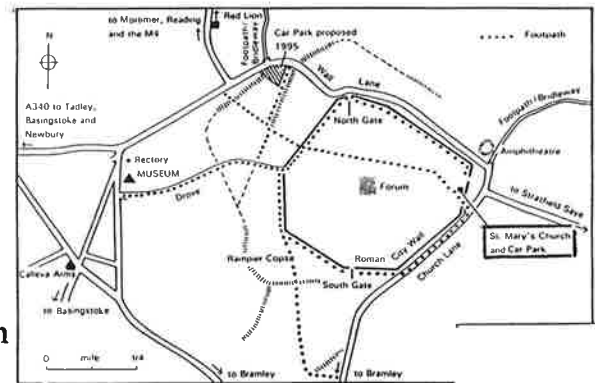 to Mortimer, Reading
and the M4
Red Lion
Footpath/
Bridleway
Car Park proposed
1995
Footpath
N
Wall
Lane
A340 to Tadley,
Basingstoke and
Newbury
North Gate
Footpath/Bridleway
Amphitheatre
Rectory
MUSEUM
Drove
Forum
to Stratfield Saye
St. Mary's Church
and Car Park
Rampier Copse
Roman
City Wall
Church Lane
South Gate
Calleva Arms
to Basingstoke
0 mile 1/4
to Bramley
to Bramley